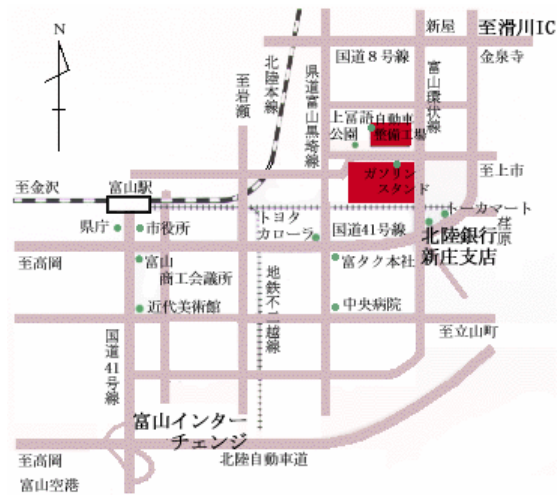 N
新屋
至滑川IC
国道８号線
金泉寺
至岩瀬
北陸本線
県道富山魚崎線
富山環状線
上冨語
公園
自動車
整備工場
ガソリン
スタンド
至上市
至金沢
富山駅
トヨタ
カローラ
トーカマート
荏原
県庁
市役所
国道41号線
北陸銀行
新庄支店
至高岡
富山
商工会議所
富タク本社
地鉄不二越線
近代美術館
中央病院
至立山町
国道41号線
富山インター
チェンジ
至高岡
北陸自動車道
富山空港